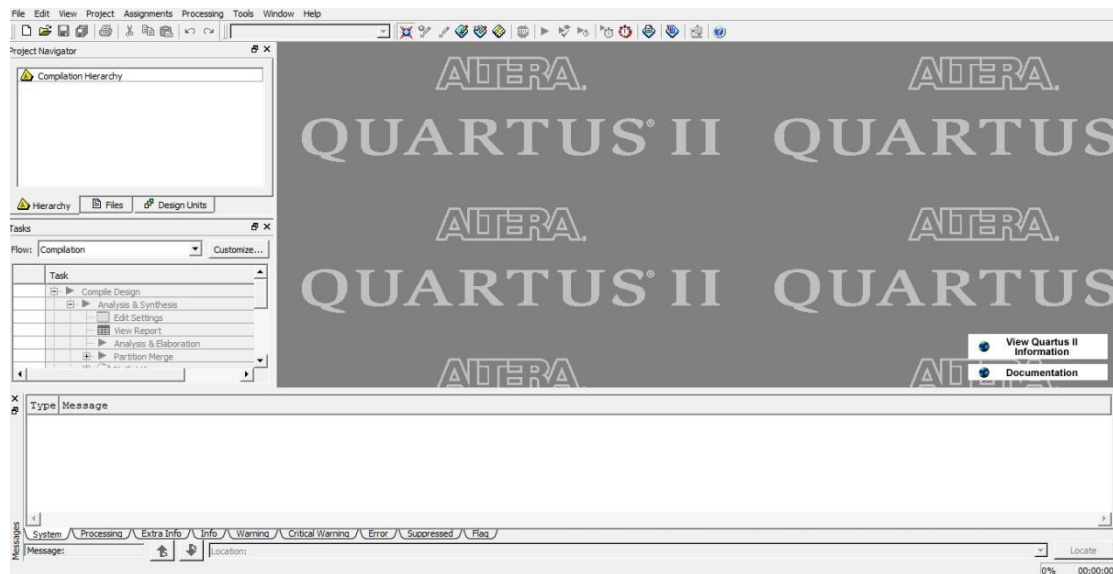 File Edit View Project Assignments Processing Tools Window Help
Project Navigator
Compilation Hierarchy
Hierarchy Files Design Units
Tasks
Flow: Compilation Customize...
Task
Compile Design
Analysis & Synthesis
Edit Settings
View Report
Analysis & Elaboration
Partition Merge
ALTERA. ALTERA.
QUARTUS® II QUARTUS
ALTERA. ALTERA.
QUARTUS® II QUARTUS
View Quartus II
Information
ALTERA
Documentation
Type Message
System Processing Extra Info Info Warning Critical Warning Error Suppressed Flag
Messages
Message: Location: Locate
0% 00:00:00